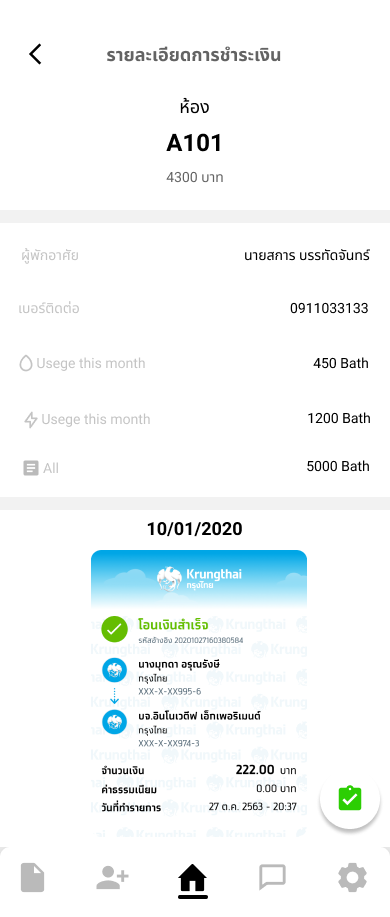 รายละเอียดการชำระเงิน
ห้อง
A101
4300 บาท
ผู้พักอาศัย นายสการ บรรทัดจันทร์
เบอร์ติดต่อ 0911033133
Usege this month 450 Bath
Usege this month 1200 Bath
All 5000 Bath
10/01/2020
Krungthai
กรุงไทย
โอนเงินสำเร็จ
รหัสอ้างอิง 20201027160380584
นางมุกดา อรุณรังษี
กรุงไทย
XXX-X-XX995-6
บจ.อินโนเวตีฟ เอ็กเพอริเมนต์
กรุงไทย
XXX-X-XX974-3
จำนวนเงิน 222.00 บาท
ค่าธรรมเนียม 0.00 บาท
วันที่ทำรายการ 27 ต.ค. 2563 - 20:37